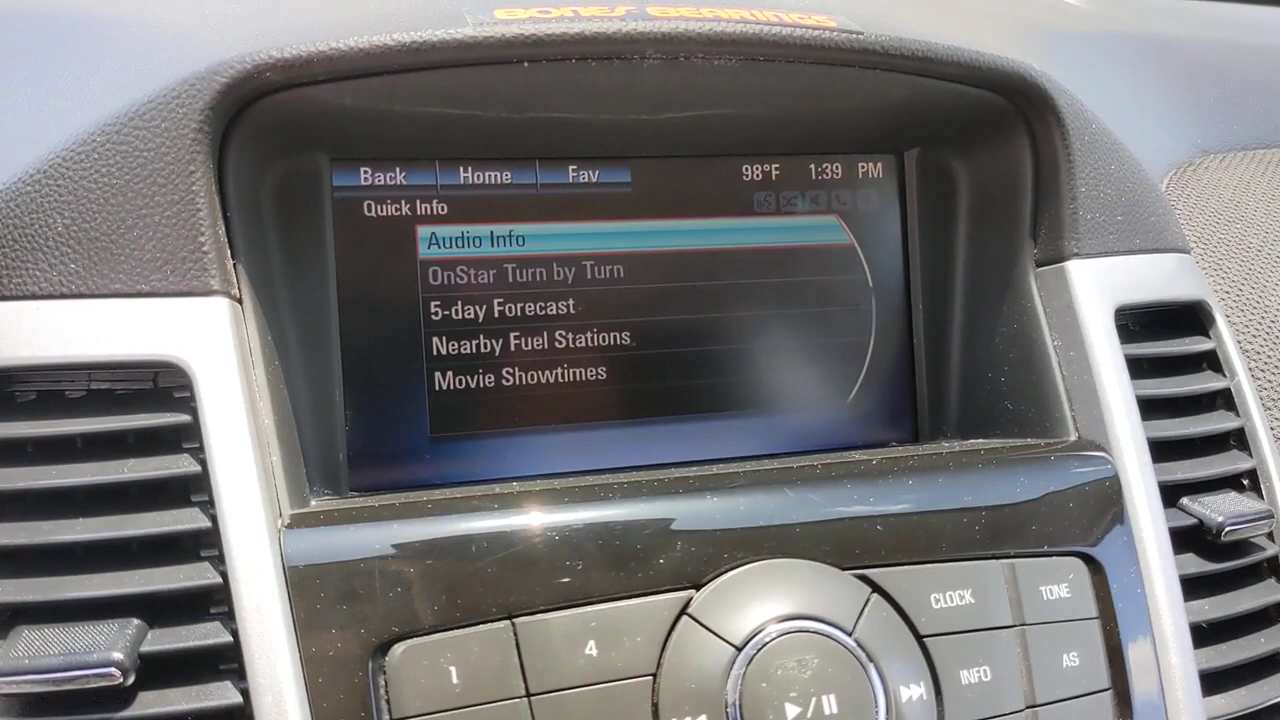 BONES BEARINGS
Back Home Fav 98°F 1:39 PM
Quick Info
Audio Info
OnStar Turn by Turn
5-day Forecast
Nearby Fuel Stations
Movie Showtimes
CLOCK TONE
1 4 INFO AS